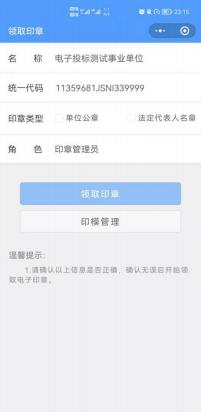 23:15
领取印章
名 称 电子投标测试事业单位
统一代码 11359681JSNI339999
印章类型 单位公章 法定代表人名章
角 色 印章管理员
领取印章
印模管理
温馨提示:
1.请确认以上信息是否正确，确认无误后开始领
取电子印章。